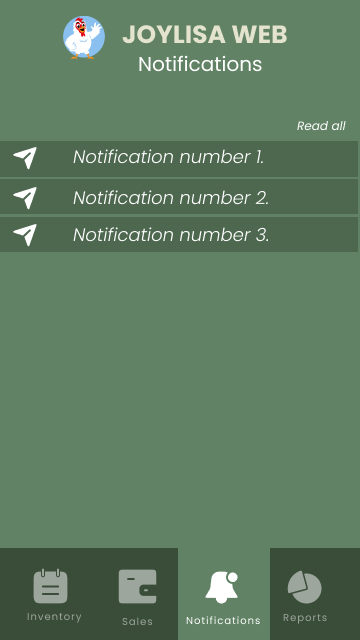 JOYLISA WEB
Notifications
Read all
Notification number 1.
Notification number 2.
Notification number 3.
Inventory
Sales
Notifications
Reports